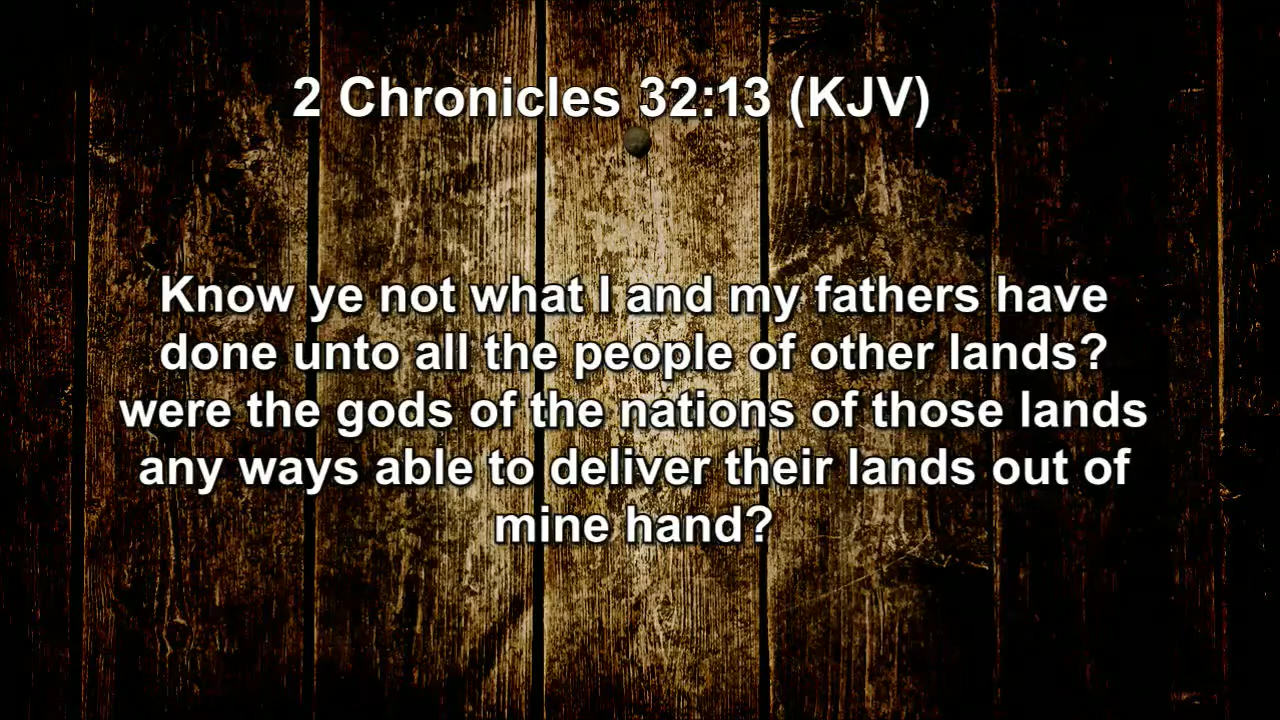 2 Chronicles 32:13 (KJV)
Know ye not what I and my fathers have
done unto all the people of other lands?
were the gods of the nations of those lands
any ways able to deliver their lands out of
mine hand?